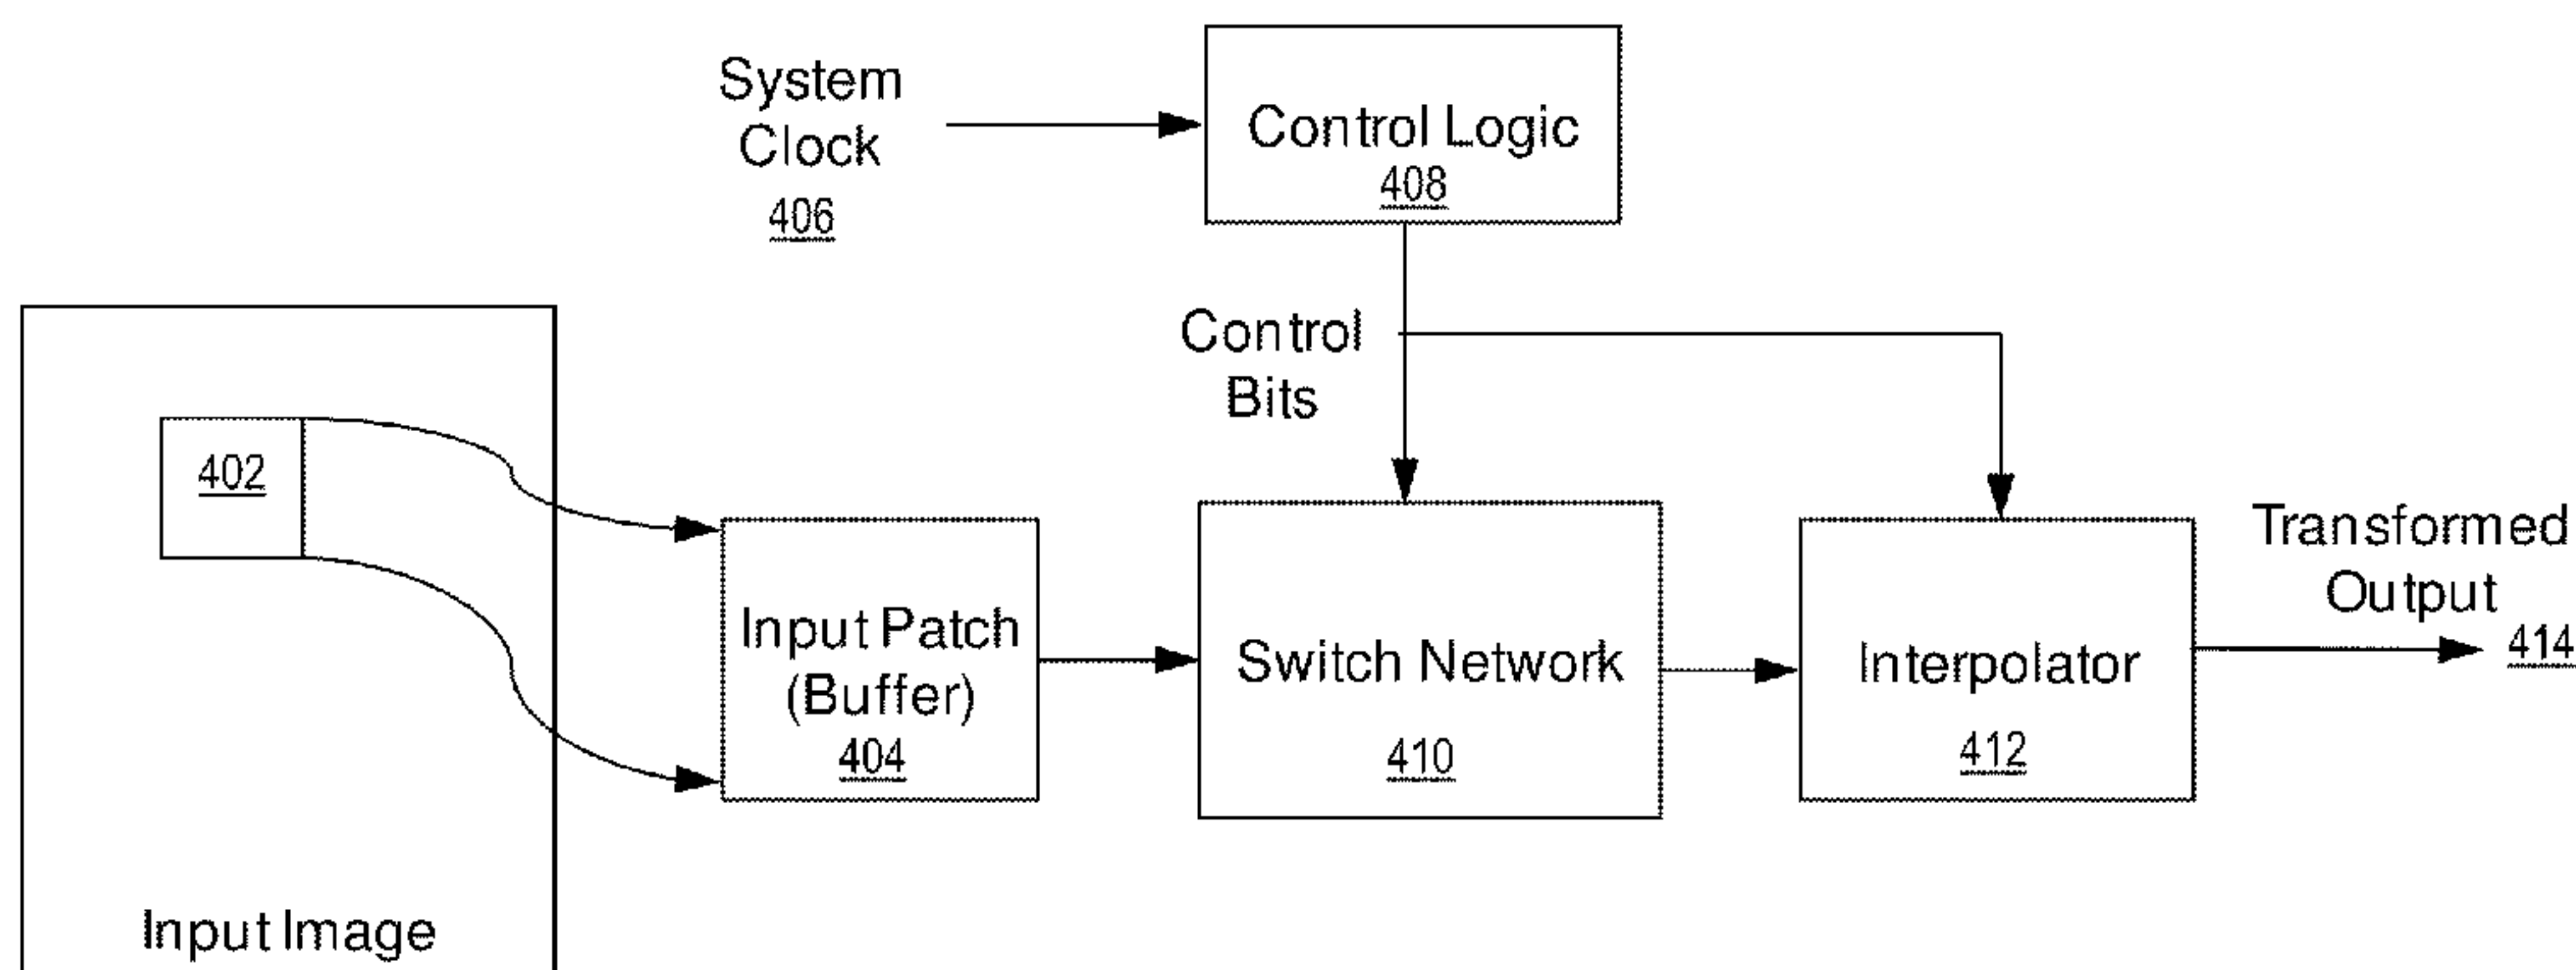 System
Clock
406
Control Logic
408
Control
Bits
402
Input Patch
(Buffer)
404
Switch Network
410
Interpolator
412
Transformed
Output
414
Input Image